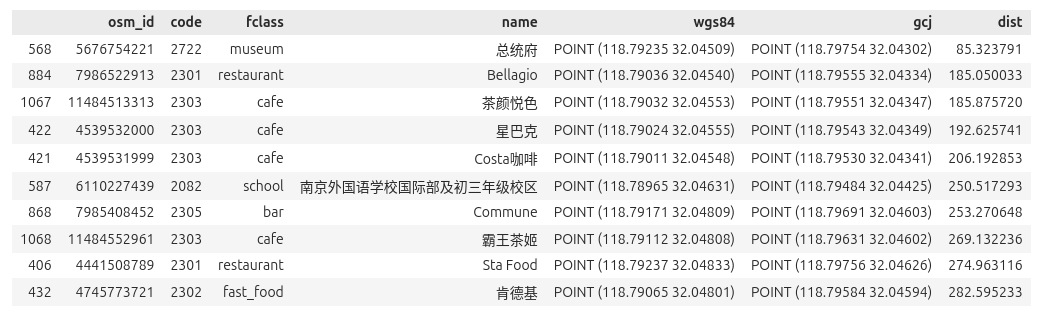 osm_id code fclass name wgs84 gcj dist
568 5676754221 2722 museum 总统府 POINT (118.79235 32.04509) POINT (118.79754 32.04302) 85.323791
884 7986522913 2301 restaurant Bellagio POINT (118.79036 32.04540) POINT (118.79555 32.04334) 185.050033
1067 11484513313 2303 cafe 茶颜悦色 POINT (118.79032 32.04553) POINT (118.79551 32.04347) 185.875720
422 4539532000 2303 cafe 星巴克 POINT (118.79024 32.04555) POINT (118.79543 32.04349) 192.625741
421 4539531999 2303 cafe Costa咖啡 POINT (118.79011 32.04548) POINT (118.79530 32.04341) 206.192853
587 6110227439 2082 school 南京外国语学校国际部及初三年级校区 POINT (118.78965 32.04631) POINT (118.79484 32.04425) 250.517293
868 7985408452 2305 bar Commune POINT (118.79171 32.04809) POINT (118.79691 32.04603) 253.270648
1068 11484552961 2303 cafe 霸王茶姬 POINT (118.79112 32.04808) POINT (118.79631 32.04602) 269.132236
406 4441508789 2301 restaurant Sta Food POINT (118.79237 32.04833) POINT (118.79756 32.04626) 274.963116
432 4745773721 2302 fast_food 肯德基 POINT (118.79065 32.04801) POINT (118.79584 32.04594) 282.595233